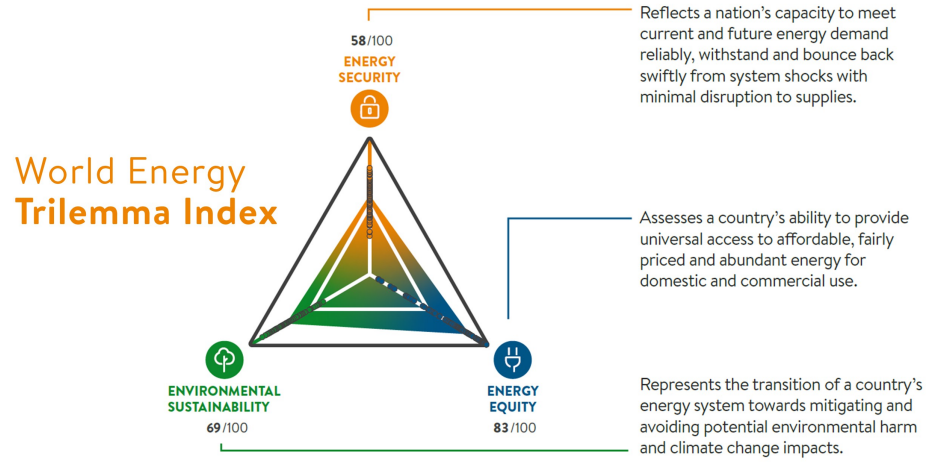 Reflects a nation's capacity to meet
current and future energy demand
reliably, withstand and bounce back
swiftly from system shocks with
minimal disruption to supplies.
58/100
ENERGY
SECURITY
World Energy
Trilemma Index
Assesses a country's ability to provide
universal access to affordable, fairly
priced and abundant energy for
domestic and commercial use.
ENVIRONMENTAL
SUSTAINABILITY
69/100
ENERGY
EQUITY
83/100
Represents the transition of a country's
energy system towards mitigating and
avoiding potential environmental harm
and climate change impacts.